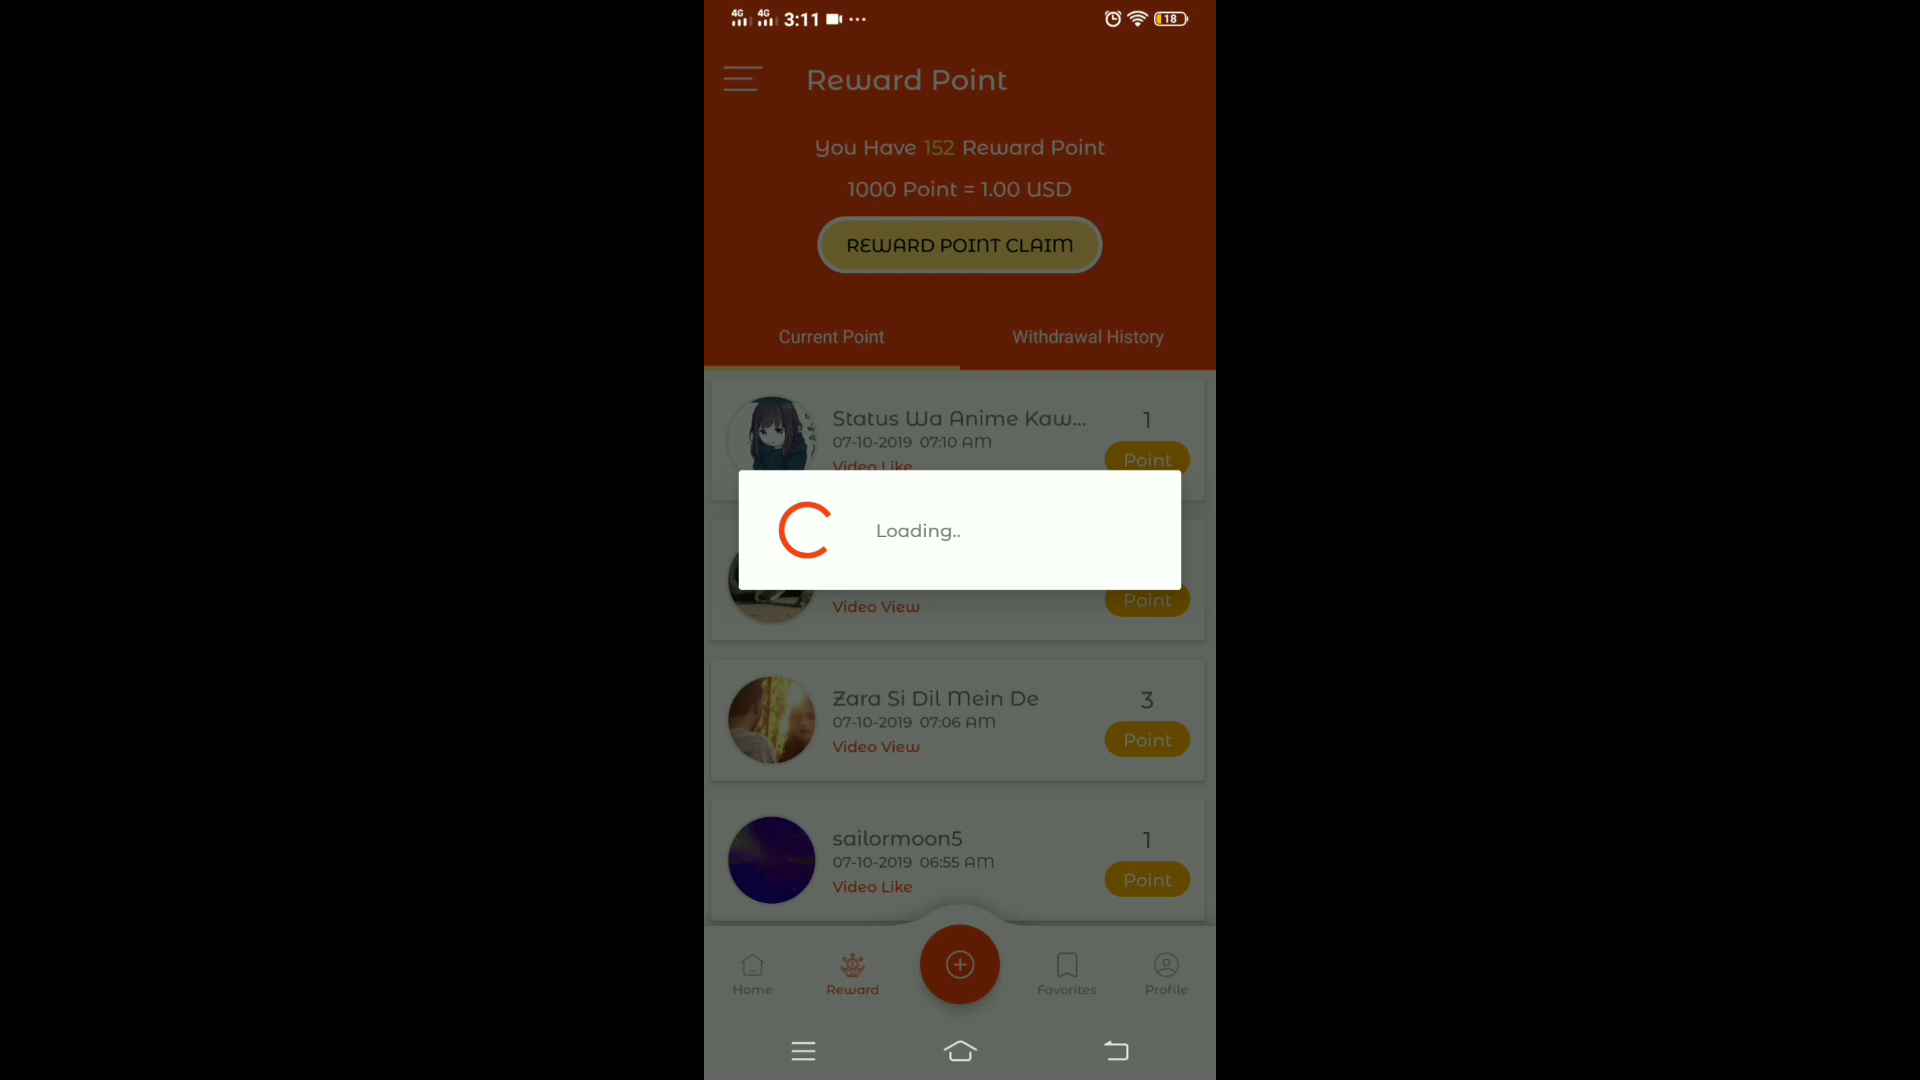 4G 4G 3:11 18
Reward Point
You Have 152 Reward Point
1000 Point = 1.00 USD
REWARD POINT CLAIM
Current Point Withdrawal History
Status Wa Anime Kaw... 1
07-10-2019 07:10 AM
Video Like Point
Loading..
Video View Point
Zara Si Dil Mein De 3
07-10-2019 07:06 AM
Video View Point
sailormoon5 1
07-10-2019 06:55 AM
Video Like Point
Home Reward Favorites Profile